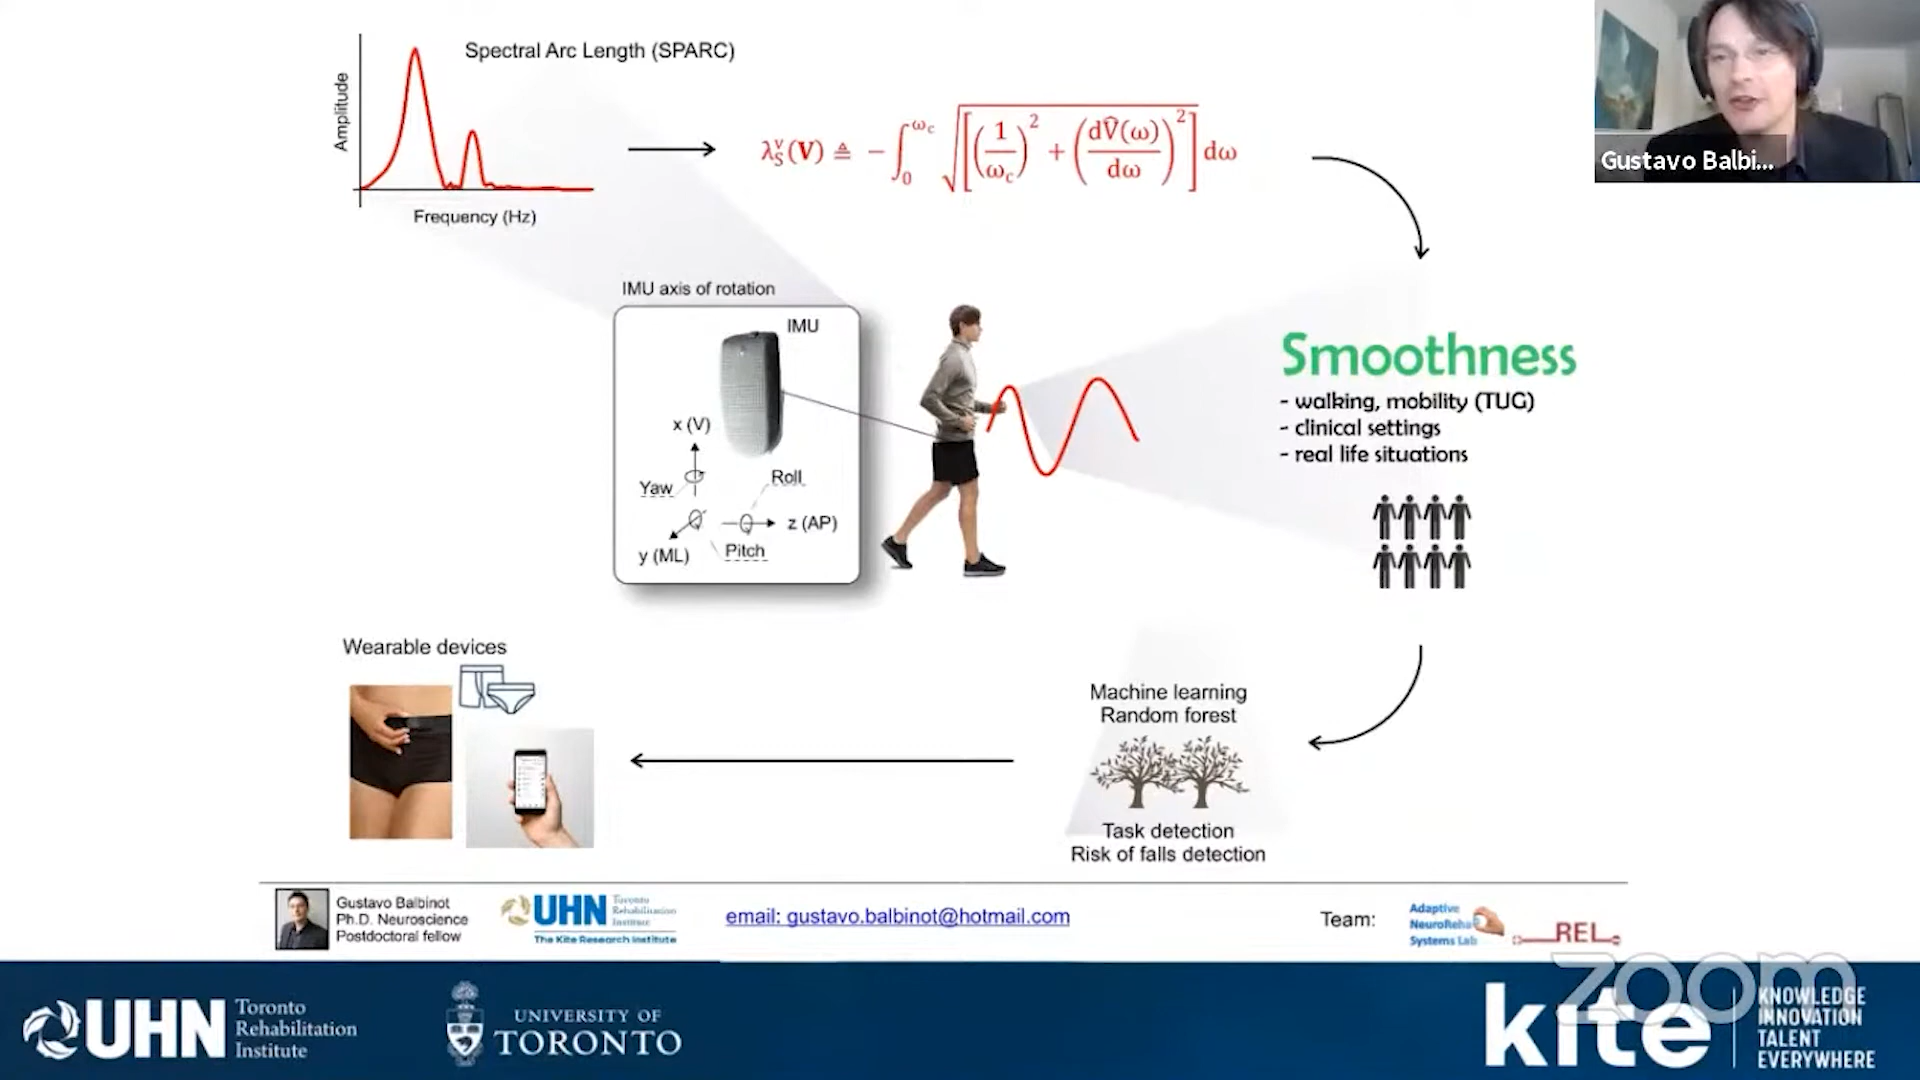 Spectral Arc Length (SPARC)
Amplitude
Frequency (Hz)
λ_S^v(V) ≜ −∫_0^{ω_c} √[(1/ω_c)^2 + (dV̂(ω)/dω)^2] dω
Gustavo Balbi...
IMU axis of rotation
IMU
x (V)
Yaw
Roll
z (AP)
y (ML)
Pitch
Smoothness
- walking, mobility (TUG)
- clinical settings
- real life situations
Wearable devices
Machine learning
Random forest
Task detection
Risk of falls detection
Gustavo Balbinot
Ph.D. Neuroscience
Postdoctoral fellow
UHN
Toronto
Rehabilitation
Institute
The Kite Research Institute
email: gustavo.balbinot@hotmail.com
Team:
Adaptive
NeuroRehab
Systems Lab
REL
zoom
UHN
Toronto
Rehabilitation
Institute
UNIVERSITY OF
TORONTO
kite
KNOWLEDGE
INNOVATION
TALENT
EVERYWHERE